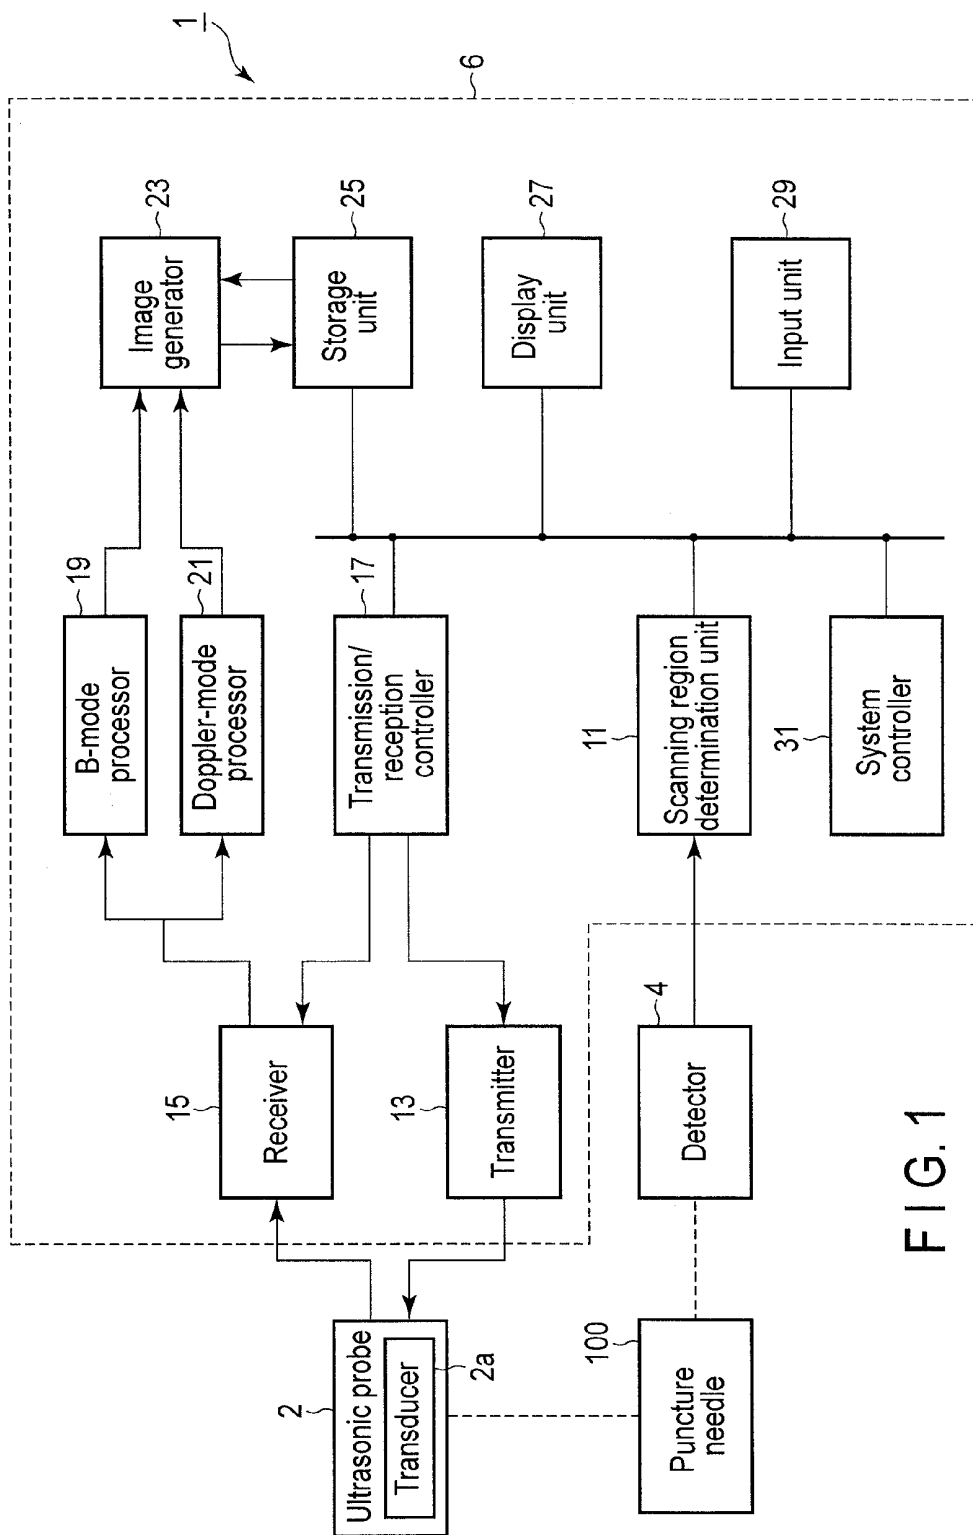 1
6
2
Ultrasonic probe
Transducer
2a
100
Puncture
needle
15
Receiver
13
Transmitter
4
Detector
19
B-mode
processor
21
Doppler-mode
processor
17
Transmission/
reception
controller
11
Scanning region
determination unit
31
System
controller
23
Image
generator
25
Storage
unit
27
Display
unit
29
Input unit
FIG. 1